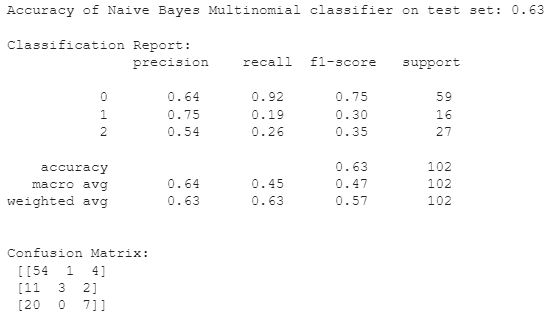 Accuracy of Naive Bayes Multinomial classifier on test set: 0.63
Classification Report:
precision recall f1-score support
0 0.64 0.92 0.75 59
1 0.75 0.19 0.30 16
2 0.54 0.26 0.35 27
accuracy 0.63 102
macro avg 0.64 0.45 0.47 102
weighted avg 0.63 0.63 0.57 102
Confusion Matrix:
[[54 1 4]
[11 3 2]
[20 0 7]]